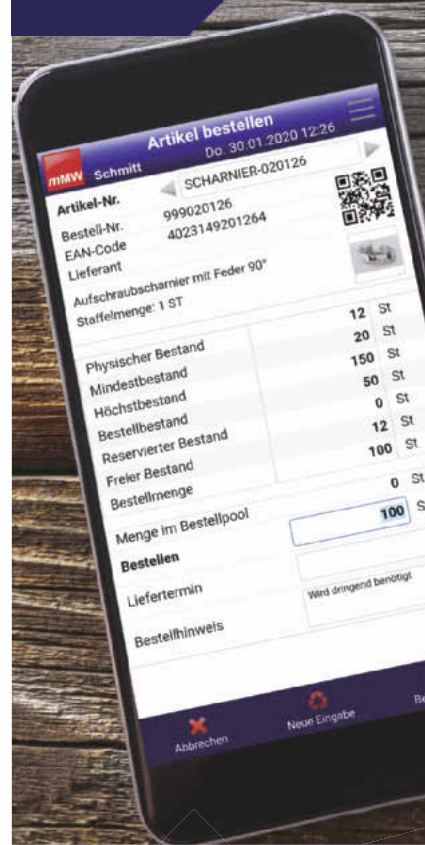 Artikel bestellen
mMW Schmitt Do. 30.01.2020 12:26
Artikel-Nr. SCHARNIER-020126
Bestell-Nr. 999020126
EAN-Code 4023149201264
Lieferant
Aufschraubscharnier mit Feder 90°
Staffelmenge: 1 ST
Physischer Bestand 12 St
Mindestbestand 20 St
Höchstbestand 150 St
Bestellbestand 50 St
Reservierter Bestand 0 St
Freier Bestand 12 St
Bestellmenge 100 St
Menge im Bestellpool 0 St
Bestellen 100 S
Liefertermin
Bestellhinweis Wird dringend benötigt
Abbrechen Neue Eingabe Be